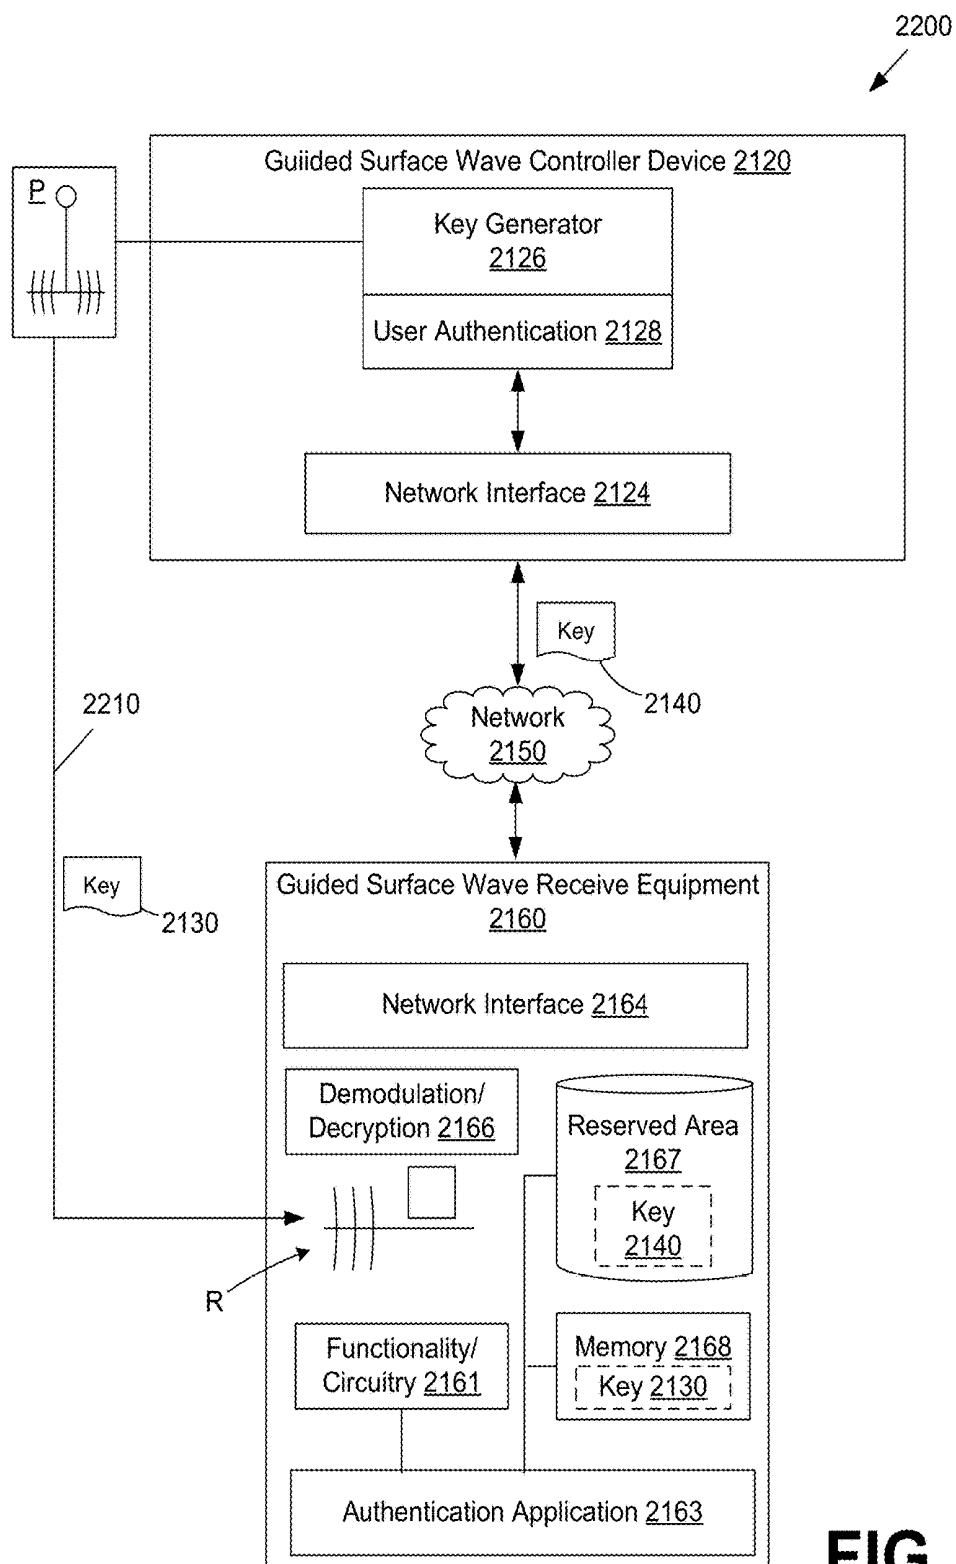 2200
Guiided Surface Wave Controller Device 2120
P
Key Generator
2126
User Authentication 2128
Network Interface 2124
Key
2140
2210
Network
2150
Key
2130
Guided Surface Wave Receive Equipment
2160
Network Interface 2164
Demodulation/
Decryption 2166
Reserved Area
2167
Key
2140
R
Functionality/
Circuitry 2161
Memory 2168
Key 2130
Authentication Application 2163
FIG